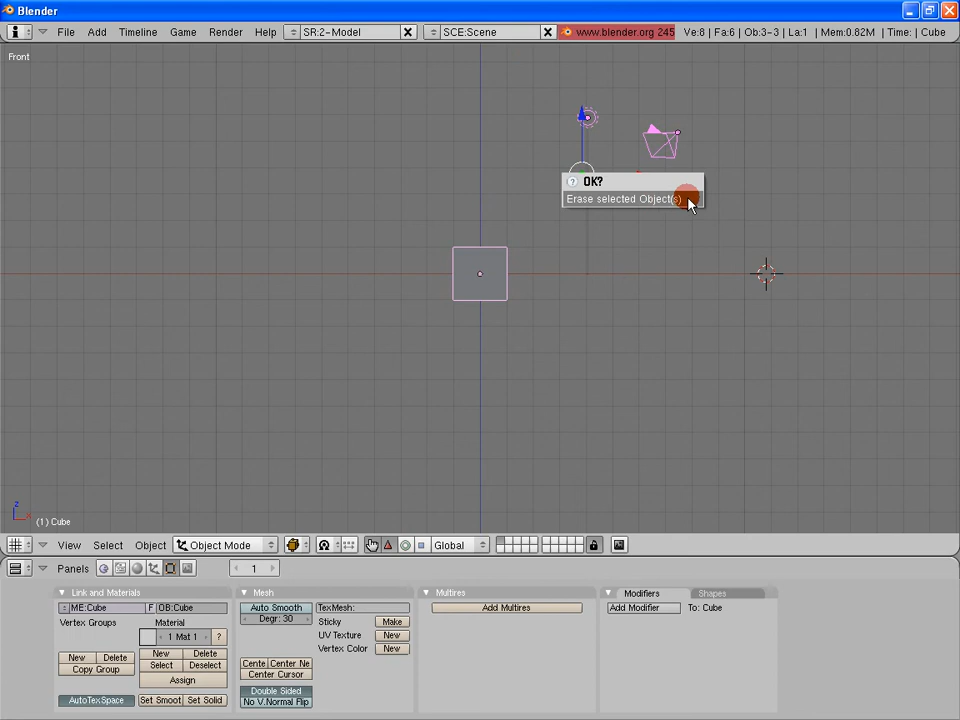 Blender
File Add Timeline Game Render Help SR:2-Model SCE:Scene www.blender.org 245 Ve:8 | Fa:6 | Ob:3-3 | La:1 | Mem:0.82M | Time: | Cube
Front
OK?
Erase selected Object(s)
z
x
(1) Cube
View Select Object Object Mode Global
Panels 1
Link and Materials Mesh Multires Modifiers Shapes
ME:Cube F OB:Cube Auto Smooth TexMesh: Add Multires Add Modifier To: Cube
Degr: 30 Sticky Make
Vertex Groups Material
1 Mat 1 ? UV Texture New
Vertex Color New
New Delete New Delete
Copy Group Select Deselect Cente Center Ne
Assign Center Cursor
Double Sided
AutoTexSpace Set Smoot Set Solid No V.Normal Flip